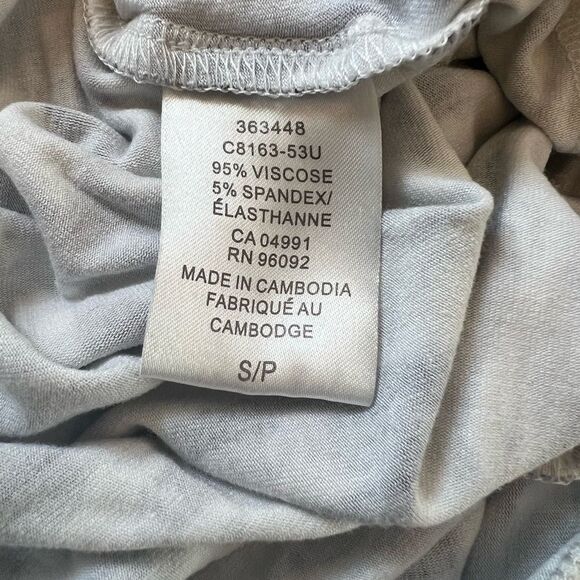 363448
C8163-53U
95% VISCOSE
5% SPANDEX/
ÉLASTHANNE
CA 04991
RN 96092
MADE IN CAMBODIA
FABRIQUÉ AU
CAMBODGE
S/P